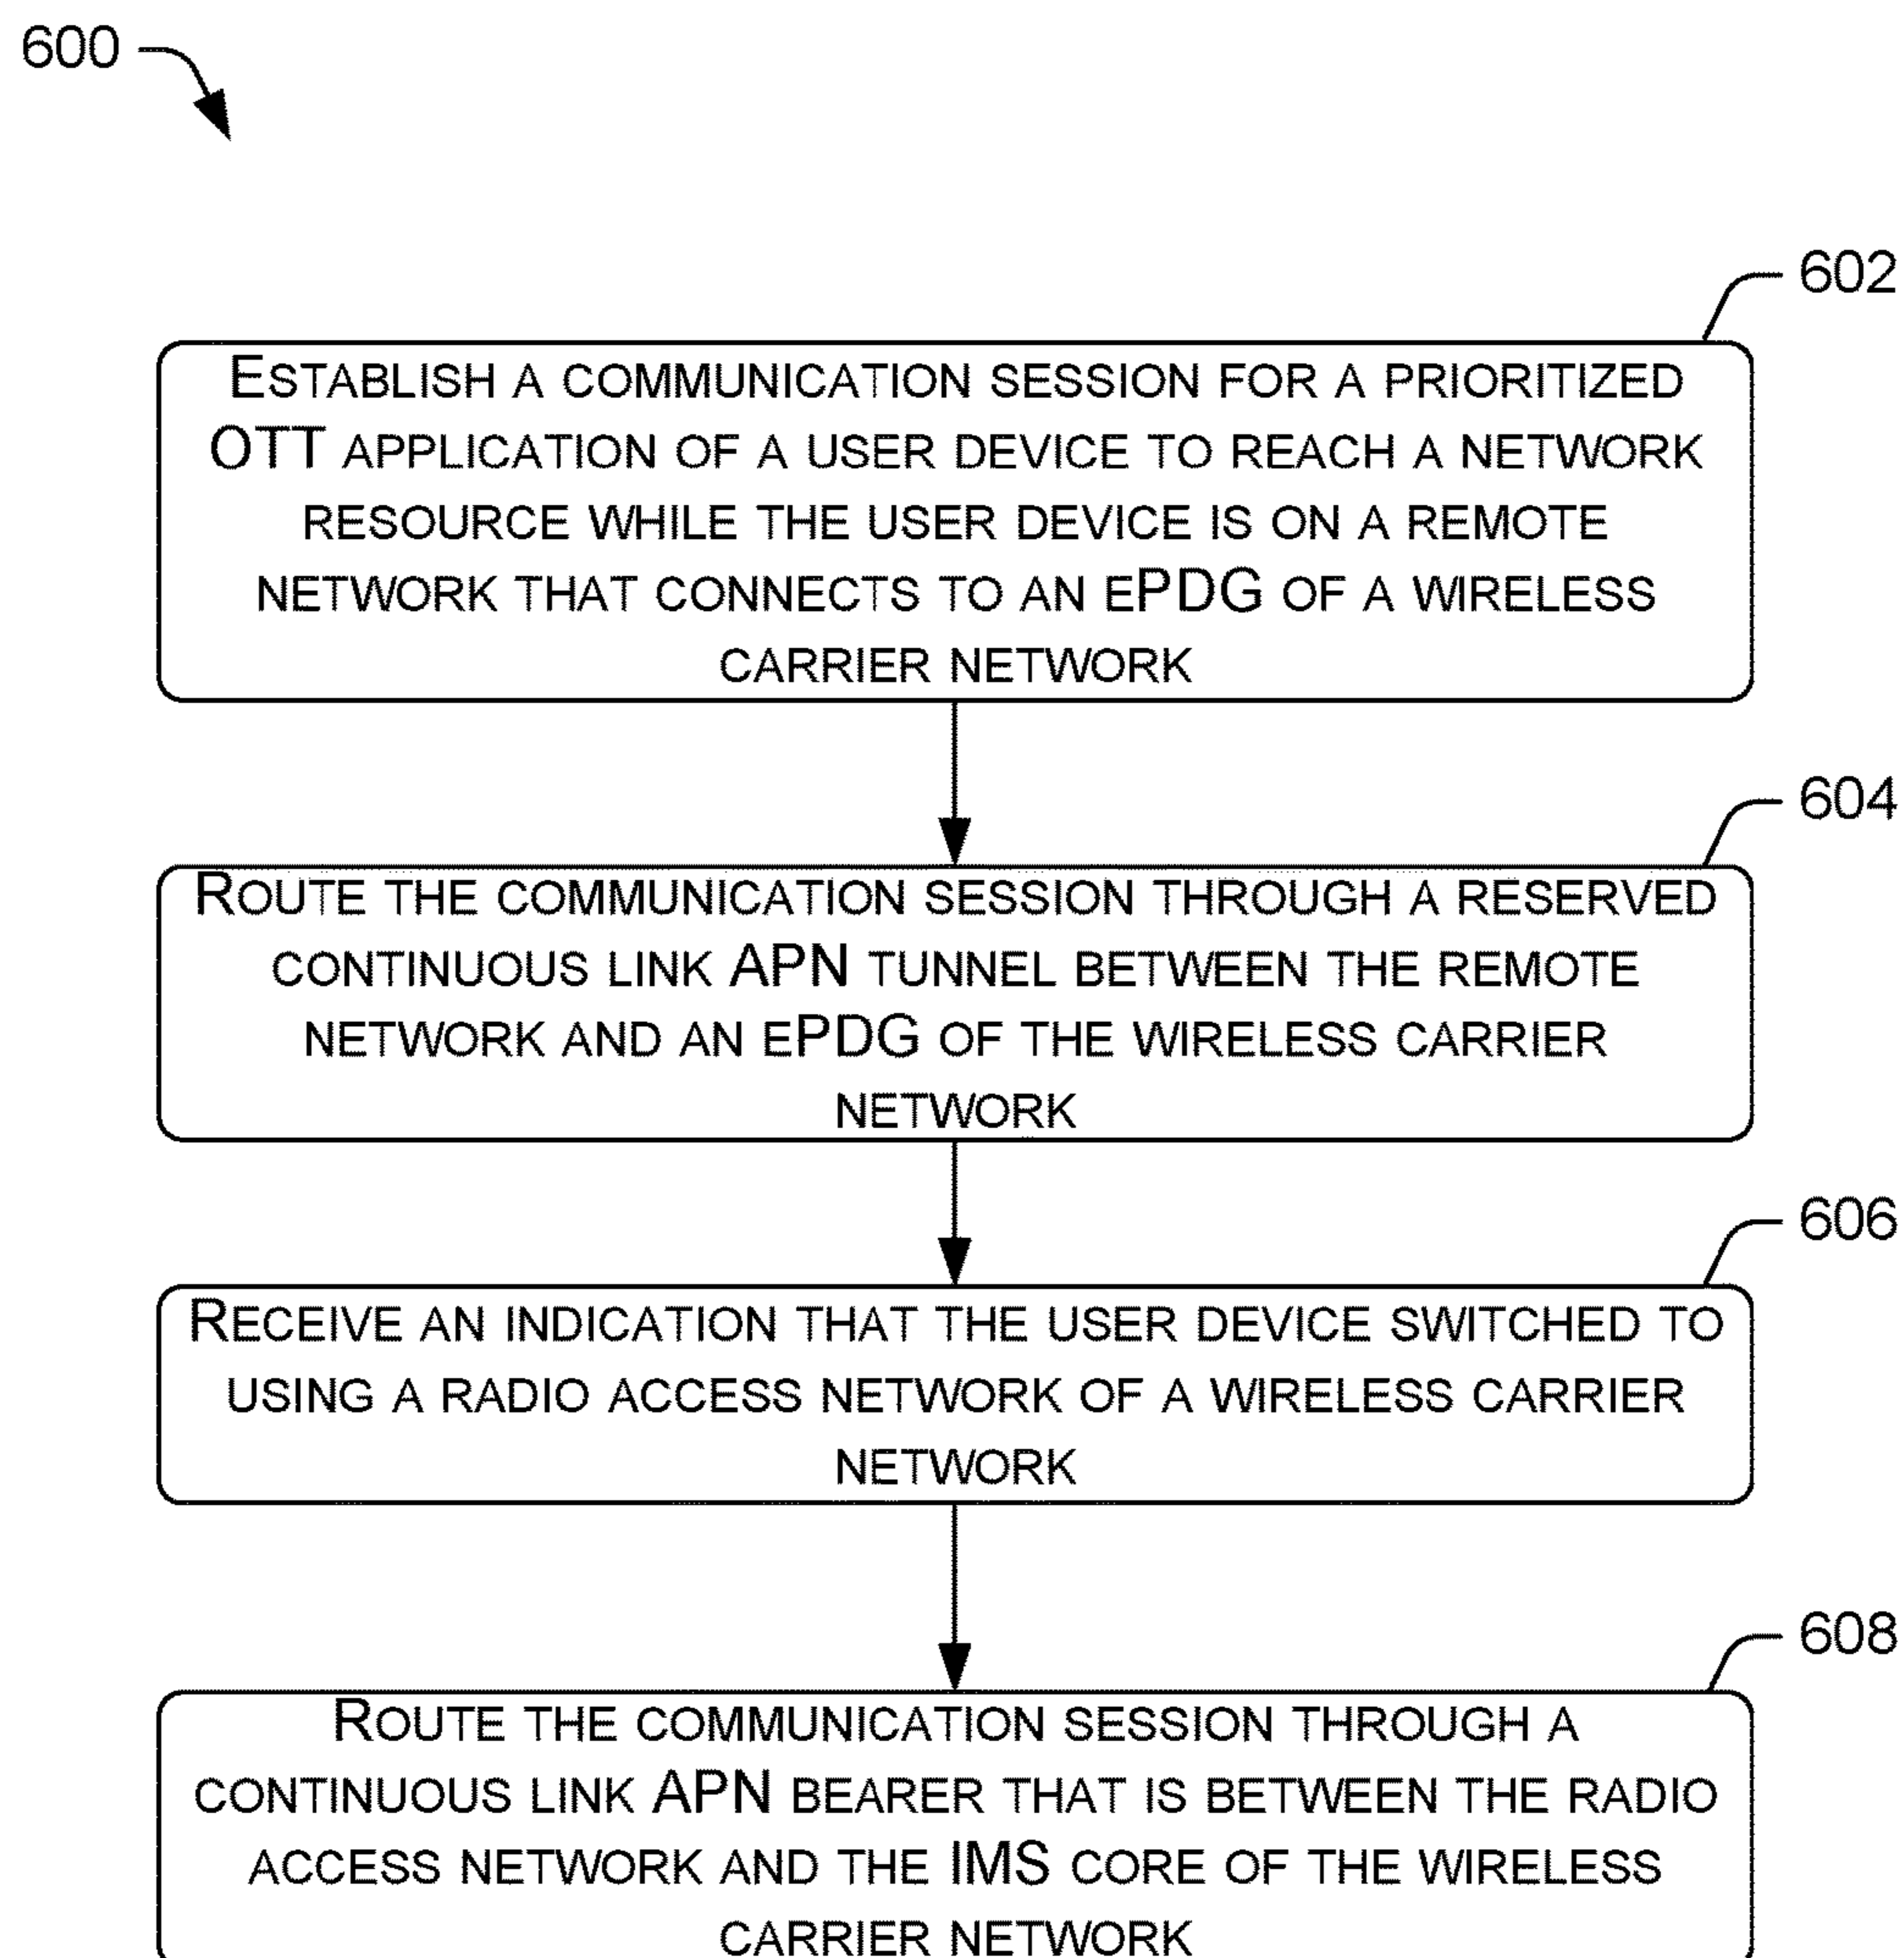 600
602
ESTABLISH A COMMUNICATION SESSION FOR A PRIORITIZED
OTT APPLICATION OF A USER DEVICE TO REACH A NETWORK
RESOURCE WHILE THE USER DEVICE IS ON A REMOTE
NETWORK THAT CONNECTS TO AN EPDG OF A WIRELESS
CARRIER NETWORK
604
ROUTE THE COMMUNICATION SESSION THROUGH A RESERVED
CONTINUOUS LINK APN TUNNEL BETWEEN THE REMOTE
NETWORK AND AN EPDG OF THE WIRELESS CARRIER
NETWORK
606
RECEIVE AN INDICATION THAT THE USER DEVICE SWITCHED TO
USING A RADIO ACCESS NETWORK OF A WIRELESS CARRIER
NETWORK
608
ROUTE THE COMMUNICATION SESSION THROUGH A
CONTINUOUS LINK APN BEARER THAT IS BETWEEN THE RADIO
ACCESS NETWORK AND THE IMS CORE OF THE WIRELESS
CARRIER NETWORK